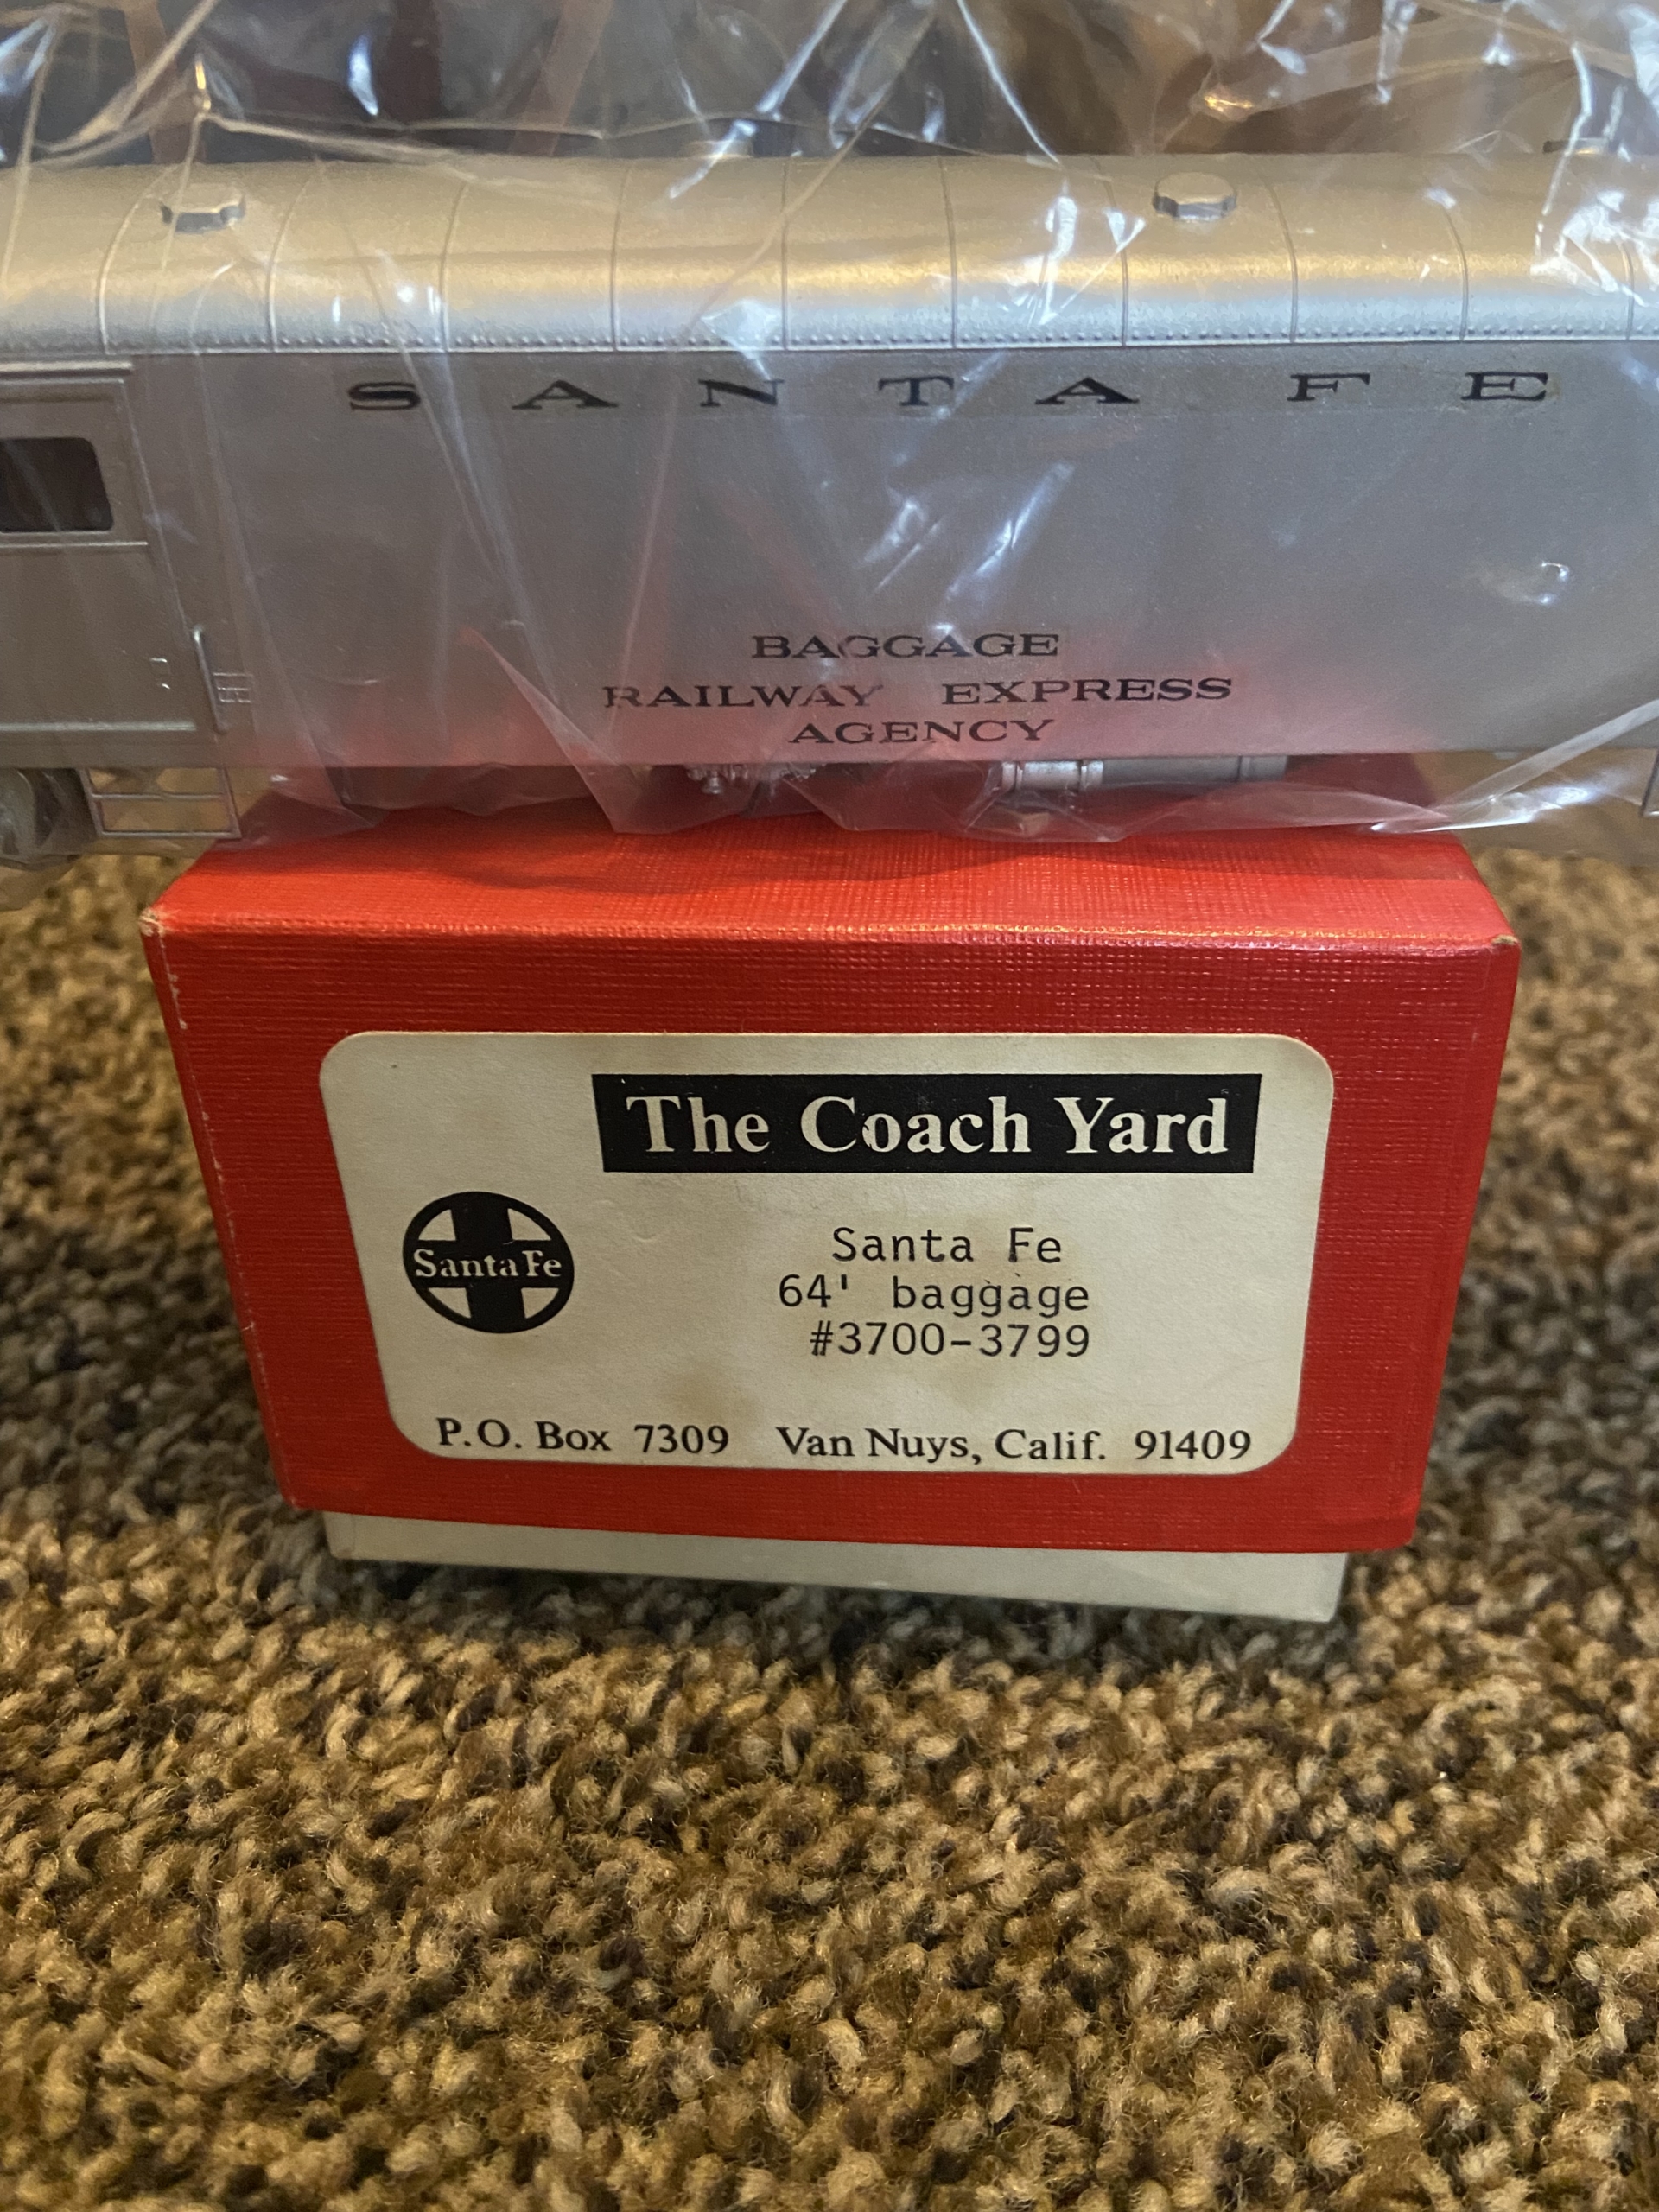 SANTA FE
BAGGAGE
RAILWAY EXPRESS
AGENCY
The Coach Yard
Santa Fe
Santa Fe
64' baggage
#3700-3799
P.O. Box 7309 Van Nuys, Calif. 91409